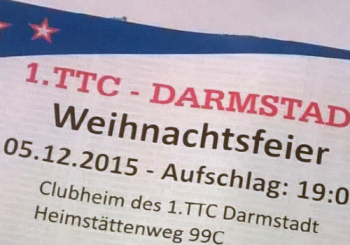 1.TTC - DARMSTAD
Weihnachtsfeier
05.12.2015 - Aufschlag: 19:0
Clubheim des 1.TTC Darmstadt
Heimstättenweg 99C